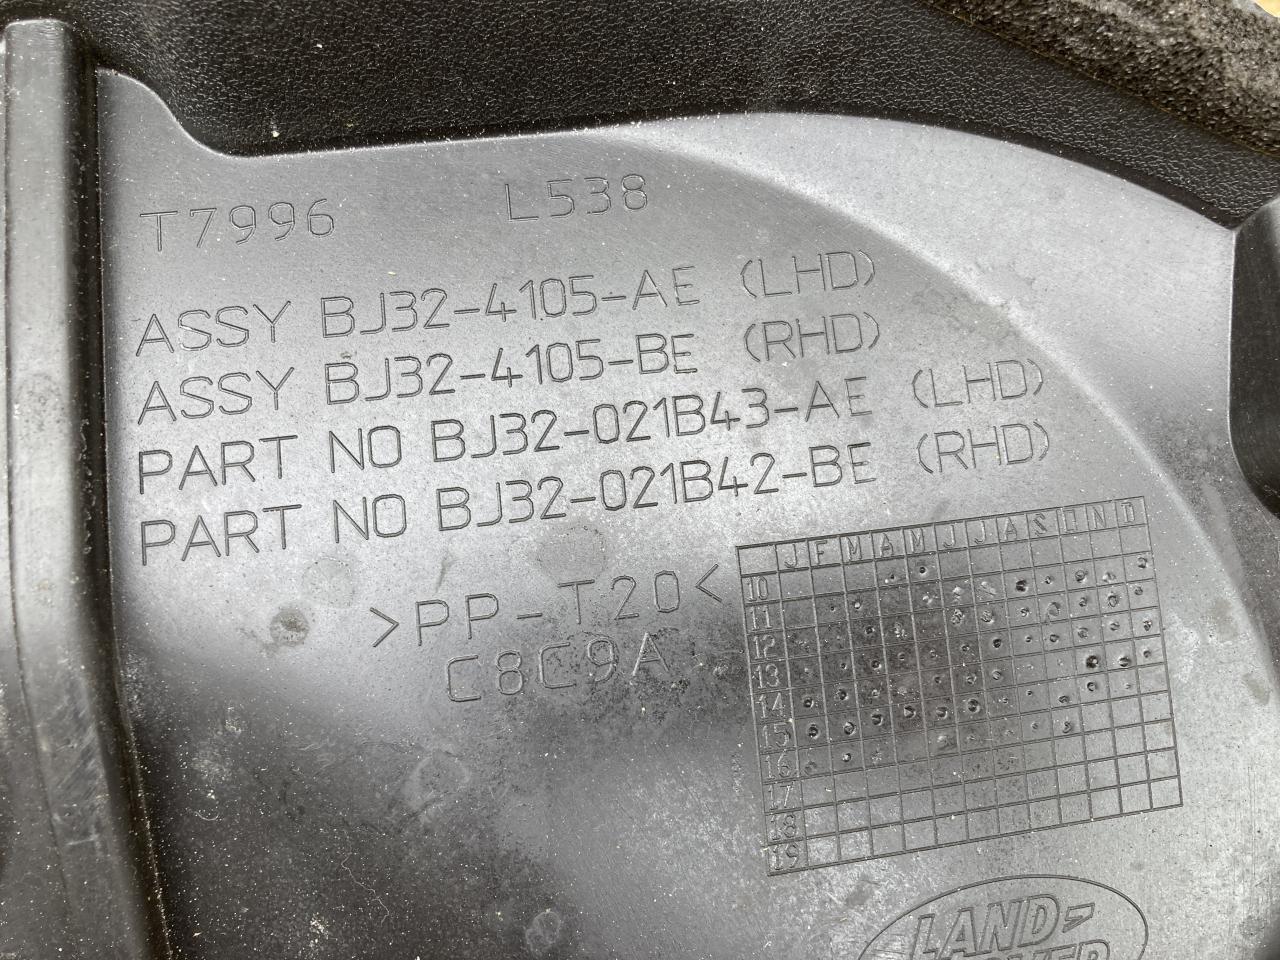 T7996 L538
ASSY BJ32-4105-AE (LHD)
ASSY BJ32-4105-BE (RHD)
PART NO BJ32-021B43-AE (LHD)
PART NO BJ32-021B42-BE (RHD)
>PP-T20<
C8C9A
J F M A M J J A S O N D
10
11
12
13
14
15
16
17
18
19
LAND-
ROVER